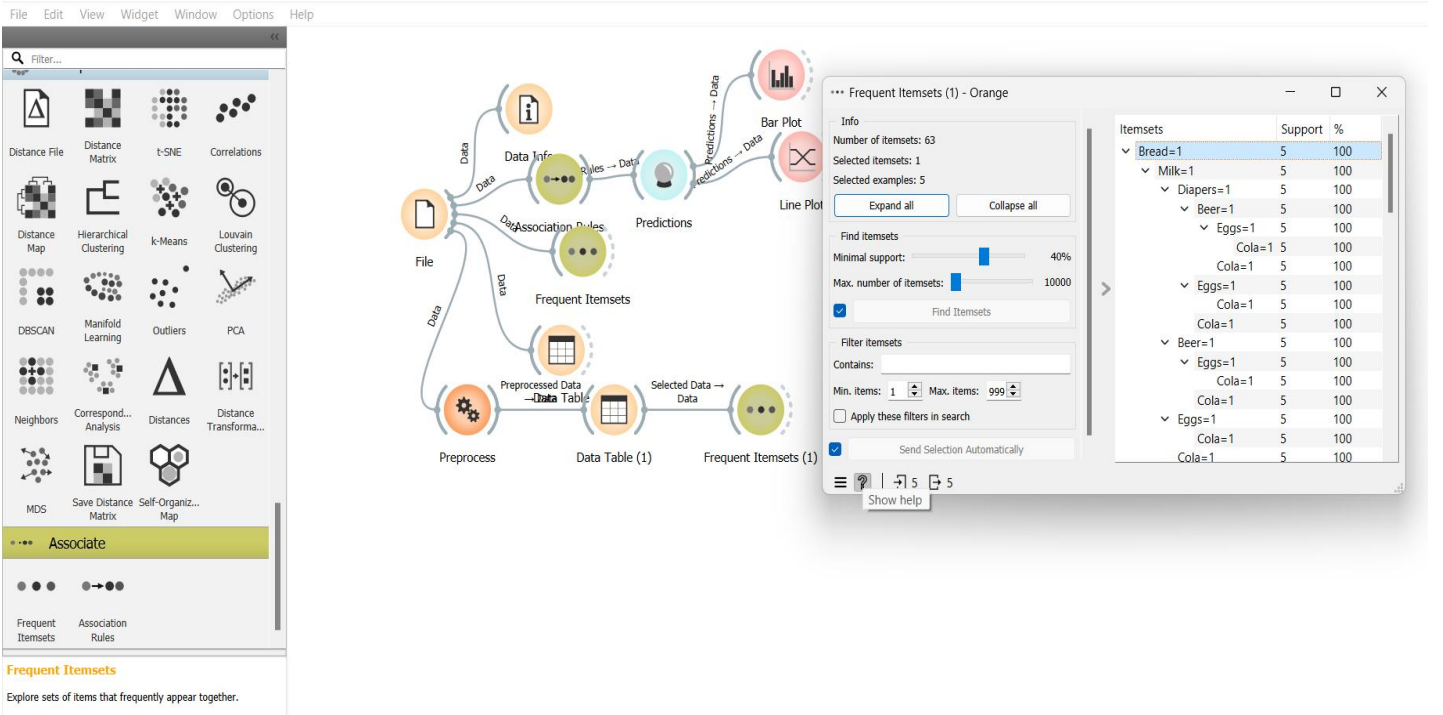 File Edit View Widget Window Options Help
Filter...
Distance File
Distance Matrix
t-SNE
Correlations
Distance Map
Hierarchical Clustering
k-Means
Louvain Clustering
DBSCAN
Manifold Learning
Outliers
PCA
Neighbors
Correspond... Analysis
Distances
Distance Transforma...
MDS
Save Distance Matrix
Self-Organiz... Map
Associate
Frequent Itemsets
Association Rules
Frequent Itemsets
Explore sets of items that frequently appear together.
File
Data
Data Info
Data
Association Rules
Rules → Data
Predictions
Predictions → Data
Bar Plot
Predictions → Data
Line Plot
Data
Frequent Itemsets
Data
Data Table
Data
Preprocess
Preprocessed Data
→ Data
Data Table (1)
Selected Data →
Data
Frequent Itemsets (1)
Frequent Itemsets (1) - Orange
Info
Number of itemsets: 63
Selected itemsets: 1
Selected examples: 5
Expand all Collapse all
Find itemsets
Minimal support: 40%
Max. number of itemsets: 10000
Find Itemsets
Filter itemsets
Contains:
Min. items: 1 Max. items: 999
Apply these filters in search
Send Selection Automatically
5 5
Show help
Itemsets Support %
Bread=1 5 100
Milk=1 5 100
Diapers=1 5 100
Beer=1 5 100
Eggs=1 5 100
Cola=1 5 100
Cola=1 5 100
Eggs=1 5 100
Cola=1 5 100
Cola=1 5 100
Beer=1 5 100
Eggs=1 5 100
Cola=1 5 100
Cola=1 5 100
Eggs=1 5 100
Cola=1 5 100
Cola=1 5 100